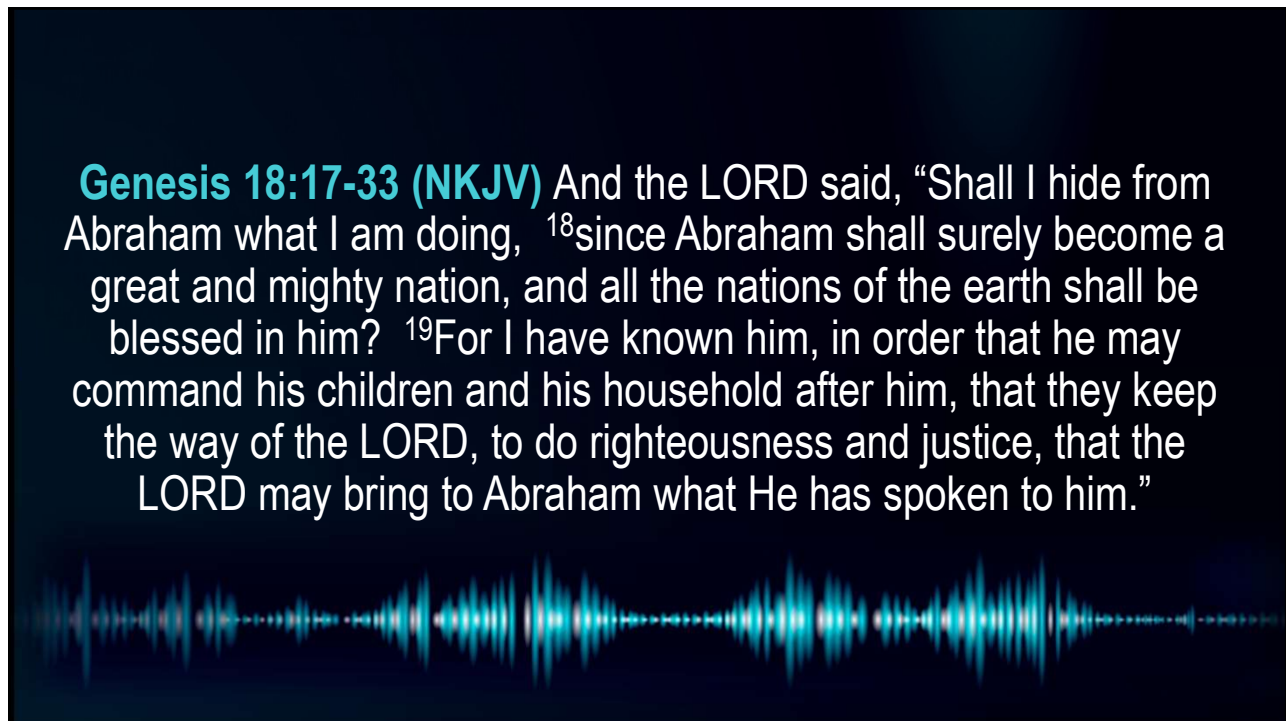 Genesis 18:17-33 (NKJV) And the LORD said, “Shall I hide from
Abraham what I am doing, 18since Abraham shall surely become a
great and mighty nation, and all the nations of the earth shall be
blessed in him? 19For I have known him, in order that he may
command his children and his household after him, that they keep
the way of the LORD, to do righteousness and justice, that the
LORD may bring to Abraham what He has spoken to him.”